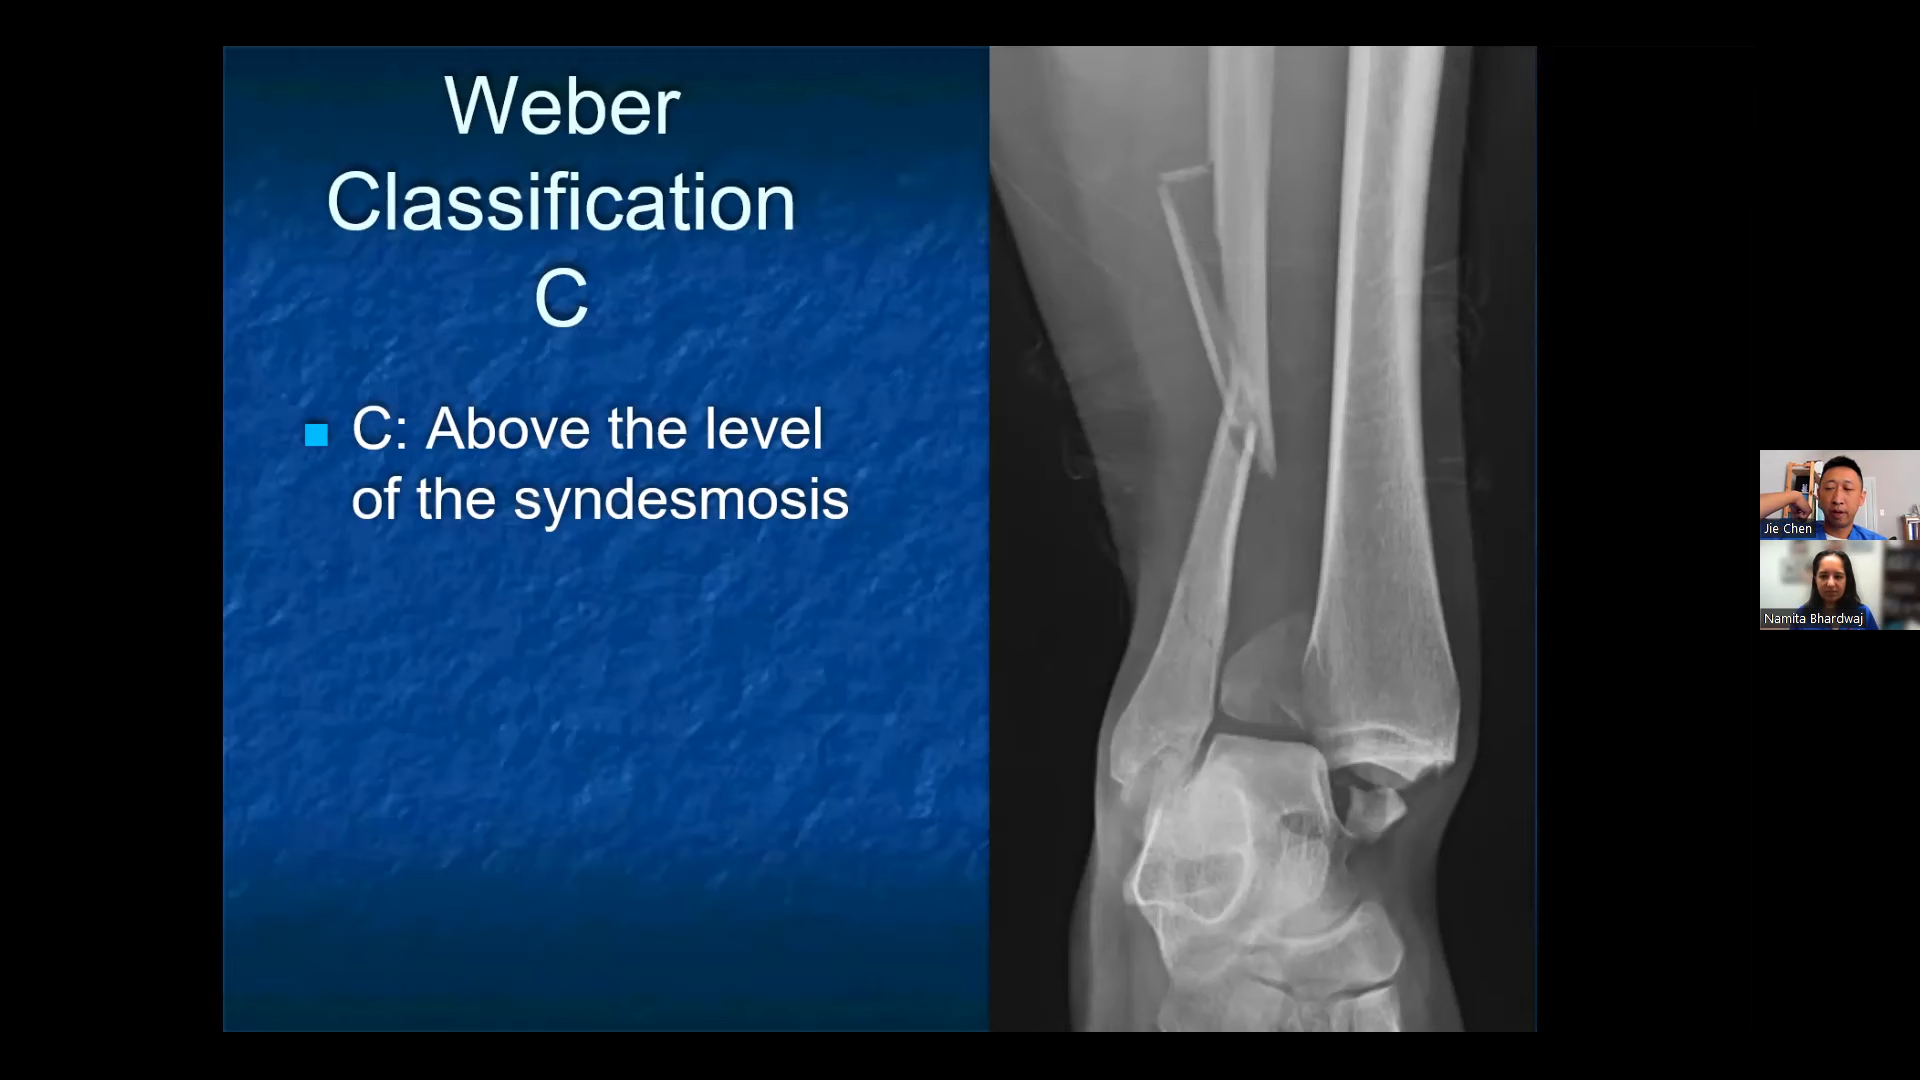 Weber
Classification
C
C: Above the level
of the syndesmosis
Jie Chen
Namita Bhardwaj